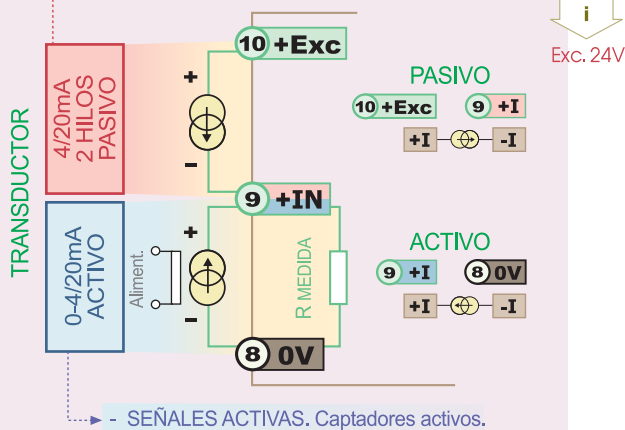 i
Exc. 24V
TRANSDUCTOR
4/20mA
2 HILOS
PASIVO
+
-
10 +Exc
9 +IN
PASIVO
10 +Exc
9 +I
+I
-I
0-4/20mA
ACTIVO
Aliment.
+
-
R MEDIDA
8 0V
ACTIVO
9 +I
8 0V
+I
-I
- SEÑALES ACTIVAS. Captadores activos.